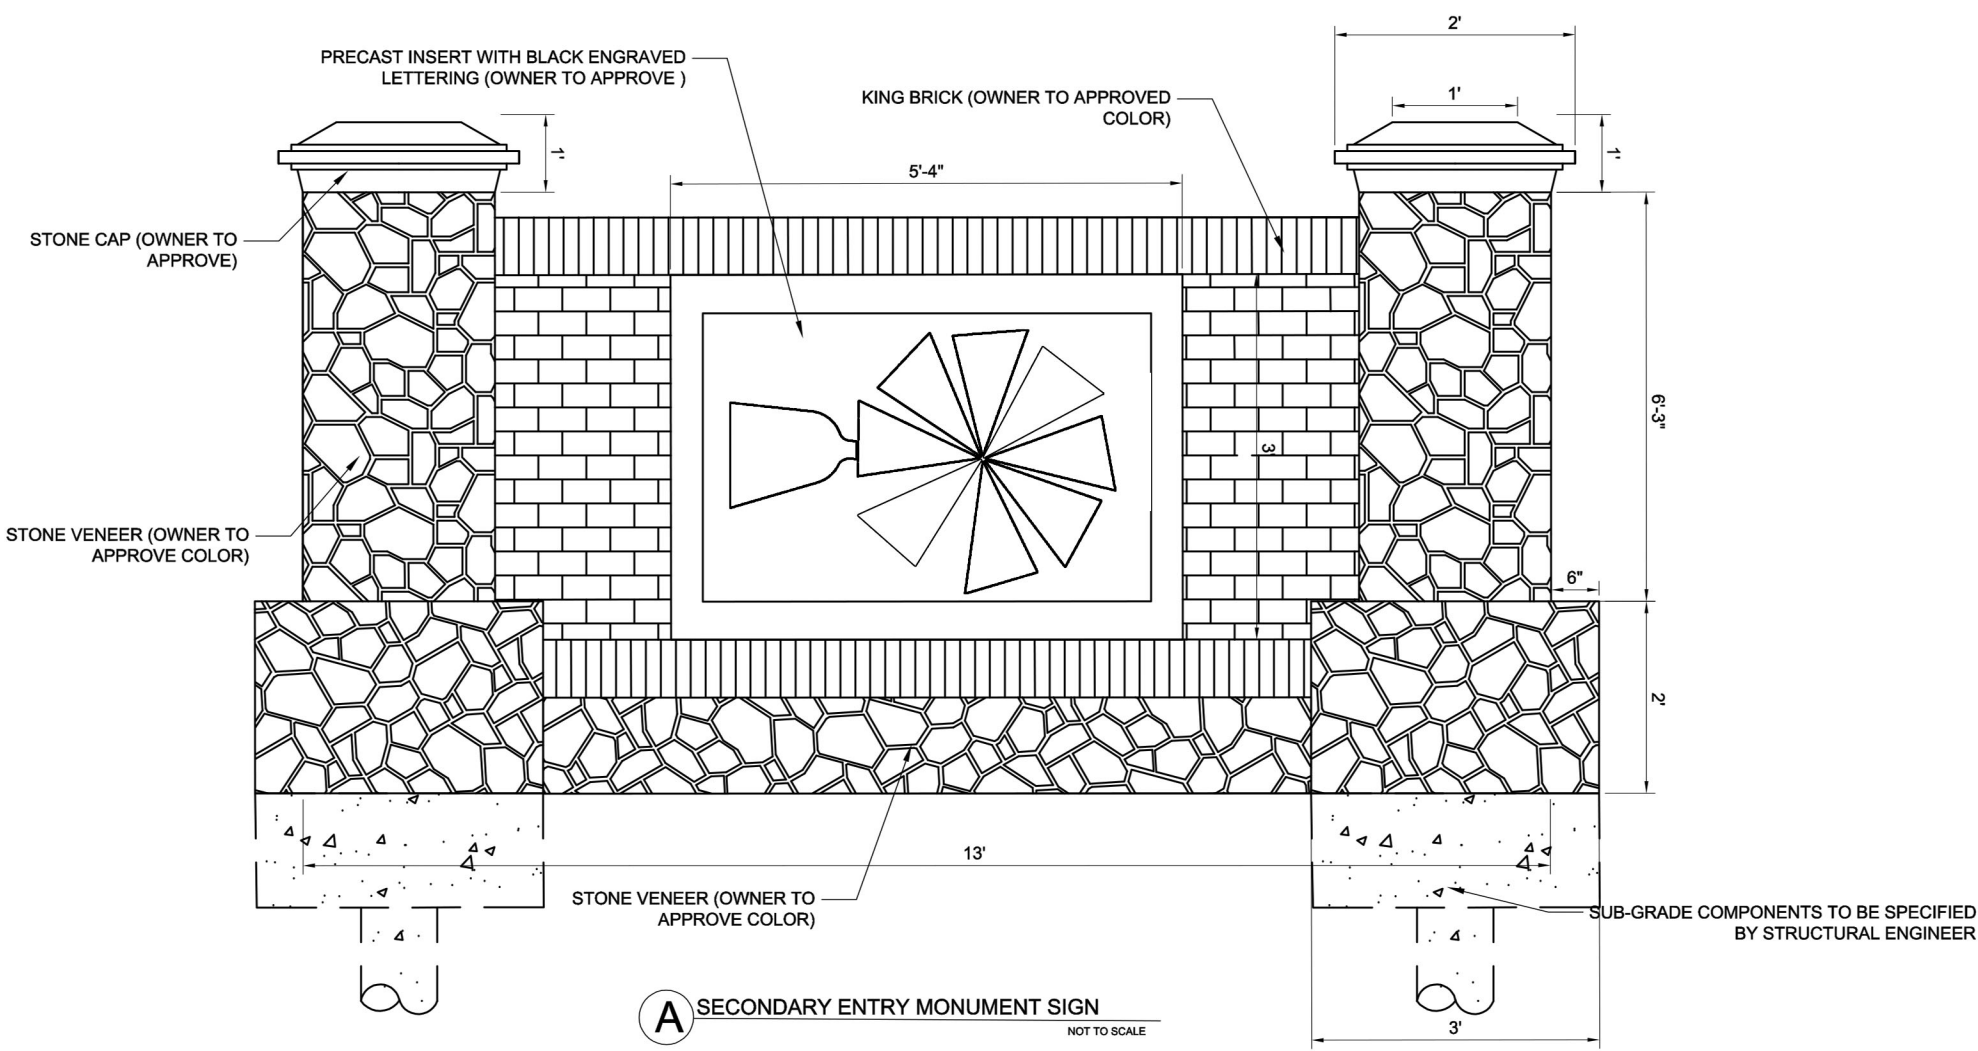 2'
PRECAST INSERT WITH BLACK ENGRAVED
LETTERING (OWNER TO APPROVE )
KING BRICK (OWNER TO APPROVED
COLOR)
1'
1'
1'
5'-4"
STONE CAP (OWNER TO
APPROVE)
6'-3"
3'
STONE VENEER (OWNER TO
APPROVE COLOR)
6"
2'
13'
STONE VENEER (OWNER TO
APPROVE COLOR)
SUB-GRADE COMPONENTS TO BE SPECIFIED
BY STRUCTURAL ENGINEER
A
SECONDARY ENTRY MONUMENT SIGN
NOT TO SCALE
3'